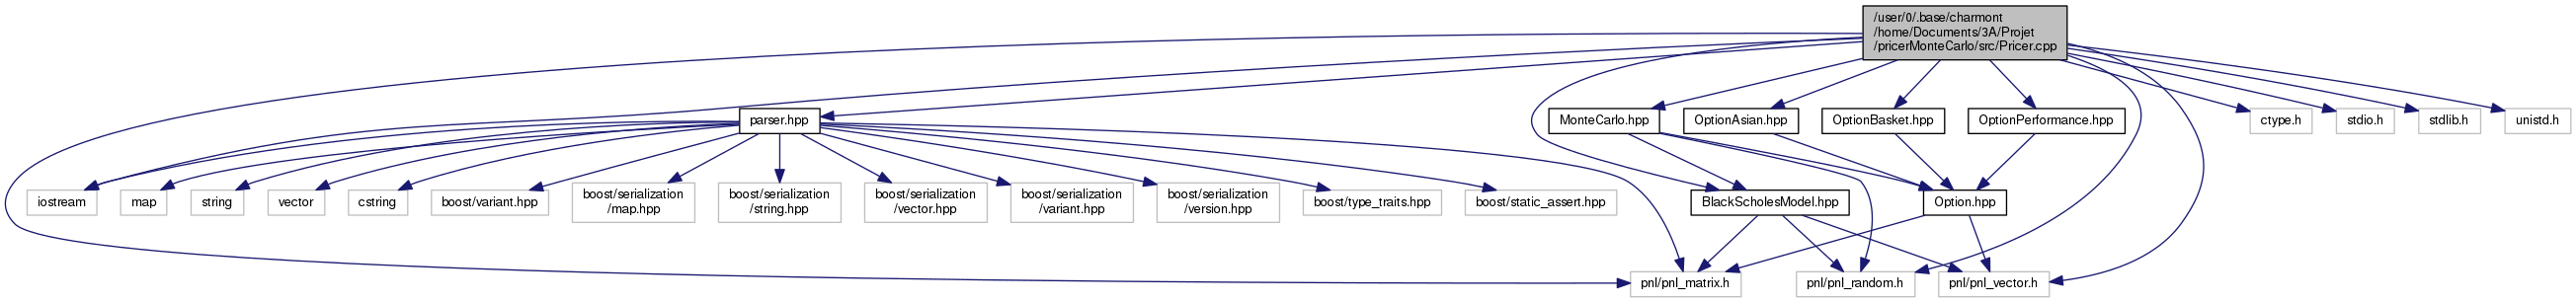 /user/0/.base/charmont
/home/Documents/3A/Projet
/pricerMonteCarlo/src/Pricer.cpp
parser.hpp
MonteCarlo.hpp
OptionAsian.hpp
OptionBasket.hpp
OptionPerformance.hpp
ctype.h
stdio.h
stdlib.h
unistd.h
iostream
map
string
vector
cstring
boost/variant.hpp
boost/serialization
/map.hpp
boost/serialization
/string.hpp
boost/serialization
/vector.hpp
boost/serialization
/variant.hpp
boost/serialization
/version.hpp
boost/type_traits.hpp
boost/static_assert.hpp
BlackScholesModel.hpp
Option.hpp
pnl/pnl_matrix.h
pnl/pnl_random.h
pnl/pnl_vector.h